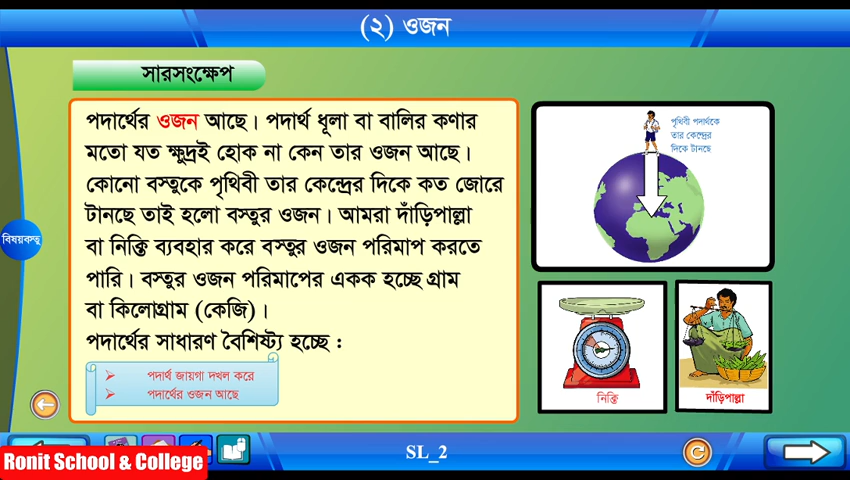 (২) ওজন
সারসংক্ষেপ
পদার্থের ওজন আছে। পদার্থ ধূলা বা বালির কণার
মতো যত ক্ষুদ্রই হোক না কেন তার ওজন আছে।
কোনো বস্তুকে পৃথিবী তার কেন্দ্রের দিকে কত জোরে
টানছে তাই হলো বস্তুর ওজন। আমরা দাঁড়িপাল্লা
বা নিক্তি ব্যবহার করে বস্তুর ওজন পরিমাপ করতে
পারি। বস্তুর ওজন পরিমাপের একক হচ্ছে গ্রাম
বা কিলোগ্রাম (কেজি)।
পদার্থের সাধারণ বৈশিষ্ট্য হচ্ছে :
পদার্থ জায়গা দখল করে
পদার্থের ওজন আছে
পৃথিবী পদার্থকে
তার কেন্দ্রের
দিকে টানছে
নিক্তি
দাঁড়িপাল্লা
বিষয়বস্তু
SL_2
Ronit School & College